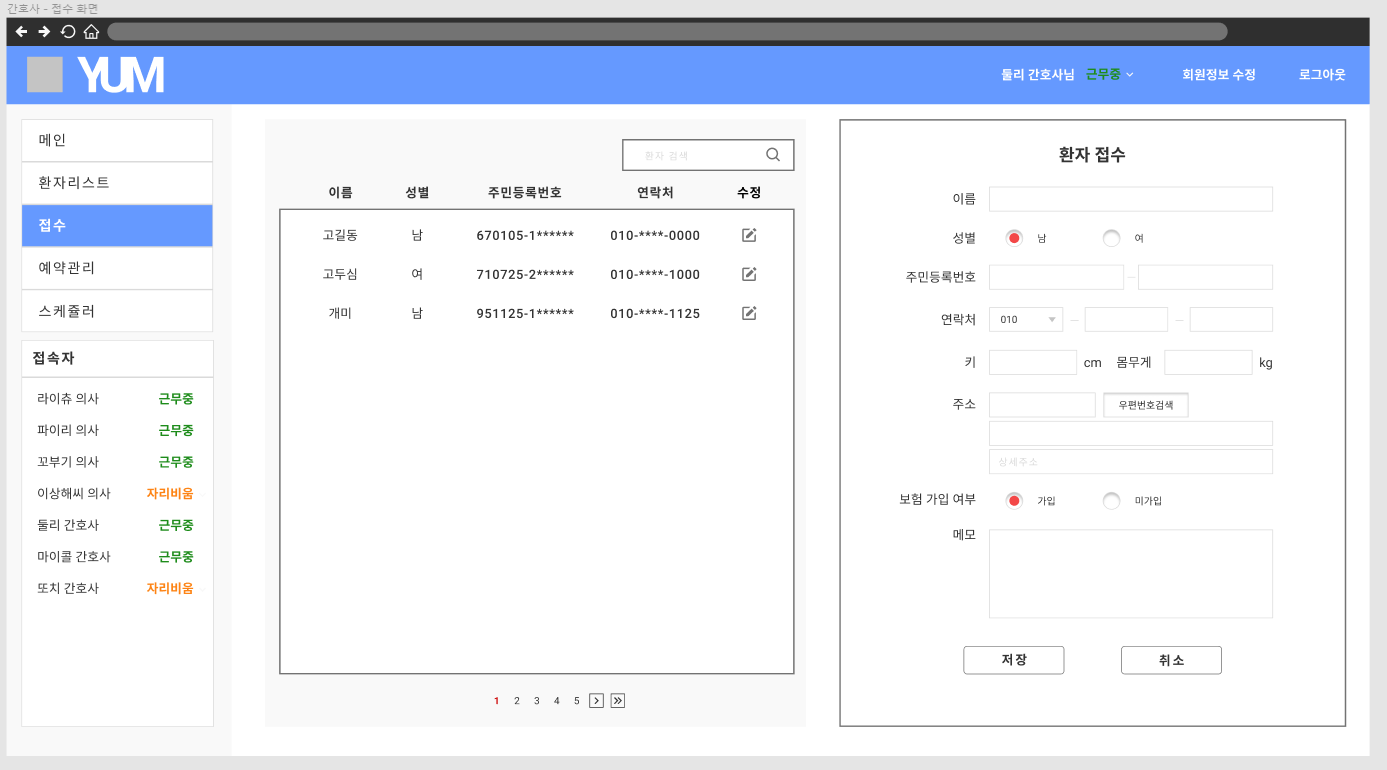 간호사 - 접수 화면
YUM
둘리 간호사님 근무중 회원정보 수정 로그아웃
메인
환자리스트
접수
예약관리
스케쥴러
접속자
라이츄 의사 근무중
파이리 의사 근무중
꼬부기 의사 근무중
이상해씨 의사 자리비움
둘리 간호사 근무중
마이콜 간호사 근무중
또치 간호사 자리비움
환자 검색
이름 성별 주민등록번호 연락처 수정
고길동 남 670105-1****** 010-****-0000
고두심 여 710725-2****** 010-****-1000
개미 남 951125-1****** 010-****-1125
1 2 3 4 5 > »
환자 접수
이름
성별 남 여
주민등록번호 –
연락처 010 – –
키 cm 몸무게 kg
주소 우편번호검색
상세주소
보험 가입 여부 가입 미가입
메모
저장 취소